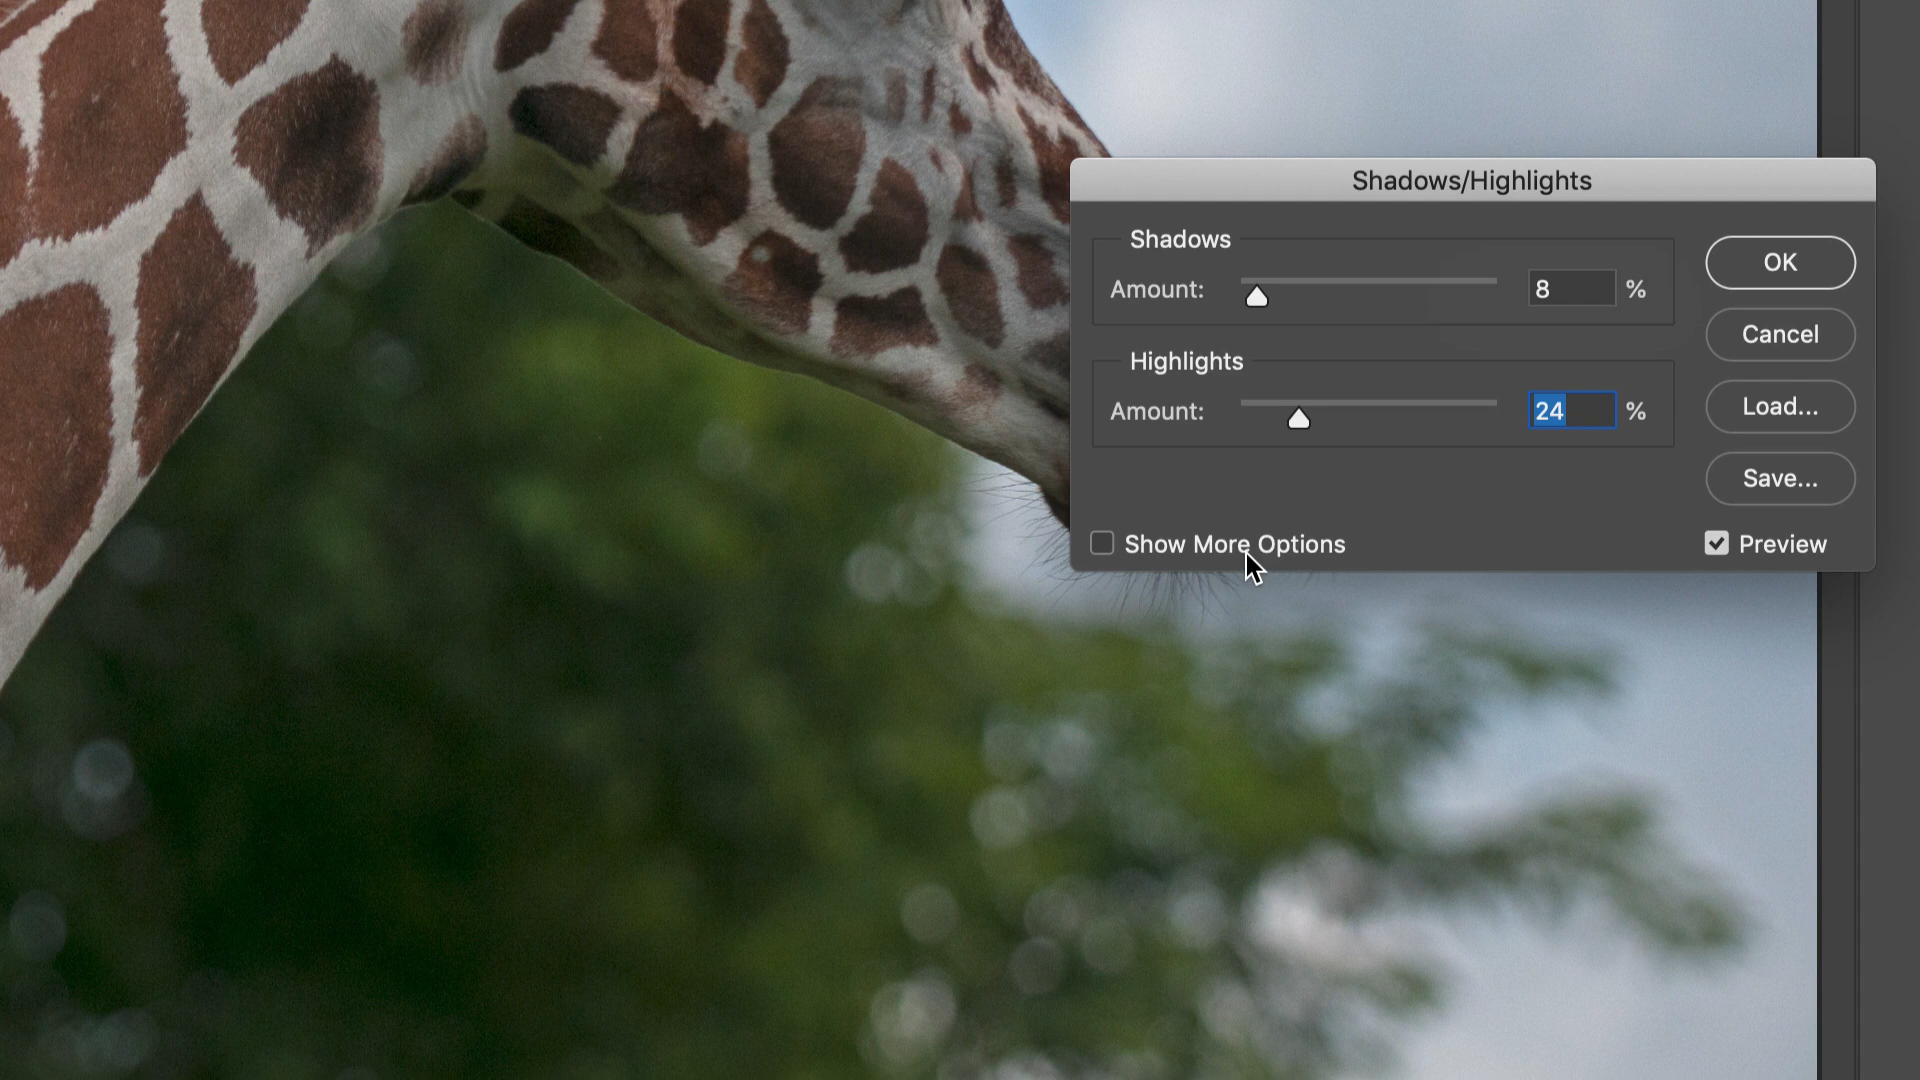 Shadows/Highlights
Shadows
Amount: 8 %
Highlights
Amount: 24 %
Show More Options
OK
Cancel
Load...
Save...
Preview